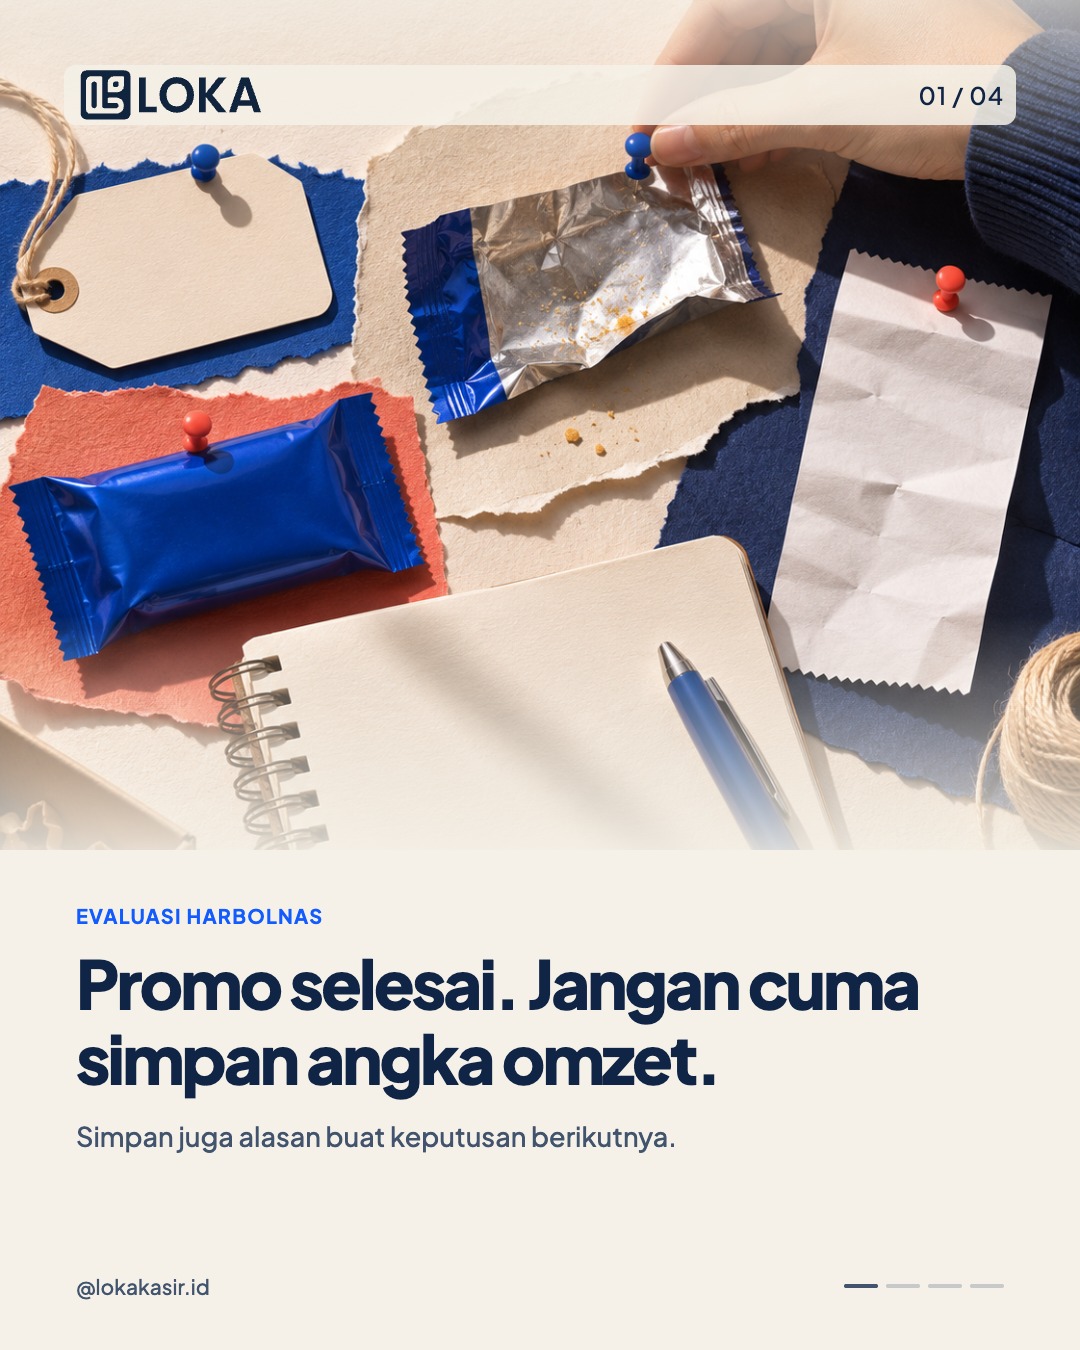 LOKA
01 / 04
EVALUASI HARBOLNAS
Promo selesai. Jangan cuma
simpan angka omzet.
Simpan juga alasan buat keputusan berikutnya.
@lokakasir.id